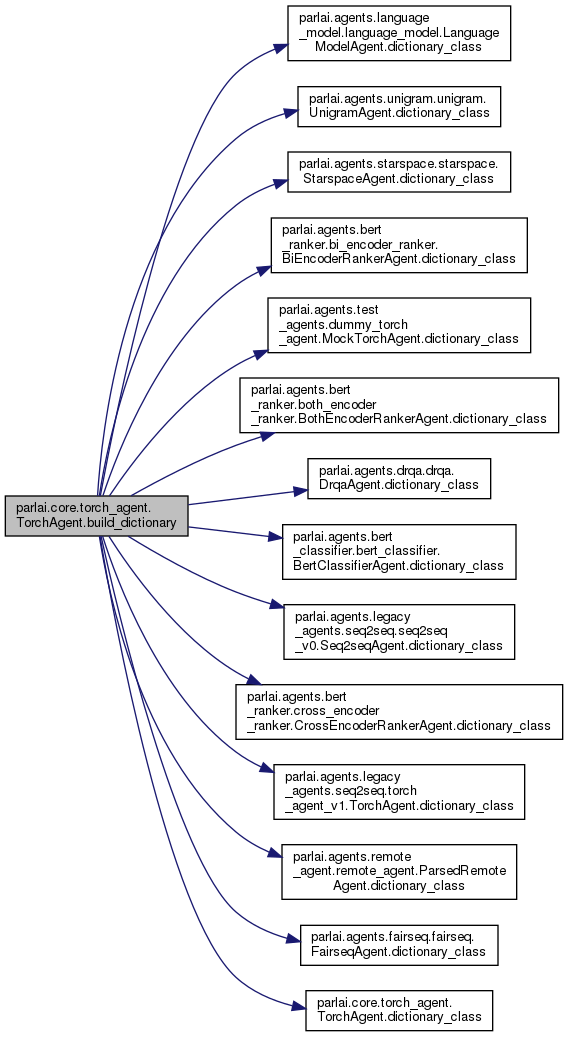 parlai.agents.language
_model.language_model.Language
ModelAgent.dictionary_class
parlai.agents.unigram.unigram.
UnigramAgent.dictionary_class
parlai.agents.starspace.starspace.
StarspaceAgent.dictionary_class
parlai.agents.bert
_ranker.bi_encoder_ranker.
BiEncoderRankerAgent.dictionary_class
parlai.agents.test
_agents.dummy_torch
_agent.MockTorchAgent.dictionary_class
parlai.agents.bert
_ranker.both_encoder
_ranker.BothEncoderRankerAgent.dictionary_class
parlai.agents.drqa.drqa.
DrqaAgent.dictionary_class
parlai.core.torch_agent.
TorchAgent.build_dictionary
parlai.agents.bert
_classifier.bert_classifier.
BertClassifierAgent.dictionary_class
parlai.agents.legacy
_agents.seq2seq.seq2seq
_v0.Seq2seqAgent.dictionary_class
parlai.agents.bert
_ranker.cross_encoder
_ranker.CrossEncoderRankerAgent.dictionary_class
parlai.agents.legacy
_agents.seq2seq.torch
_agent_v1.TorchAgent.dictionary_class
parlai.agents.remote
_agent.remote_agent.ParsedRemote
Agent.dictionary_class
parlai.agents.fairseq.fairseq.
FairseqAgent.dictionary_class
parlai.core.torch_agent.
TorchAgent.dictionary_class